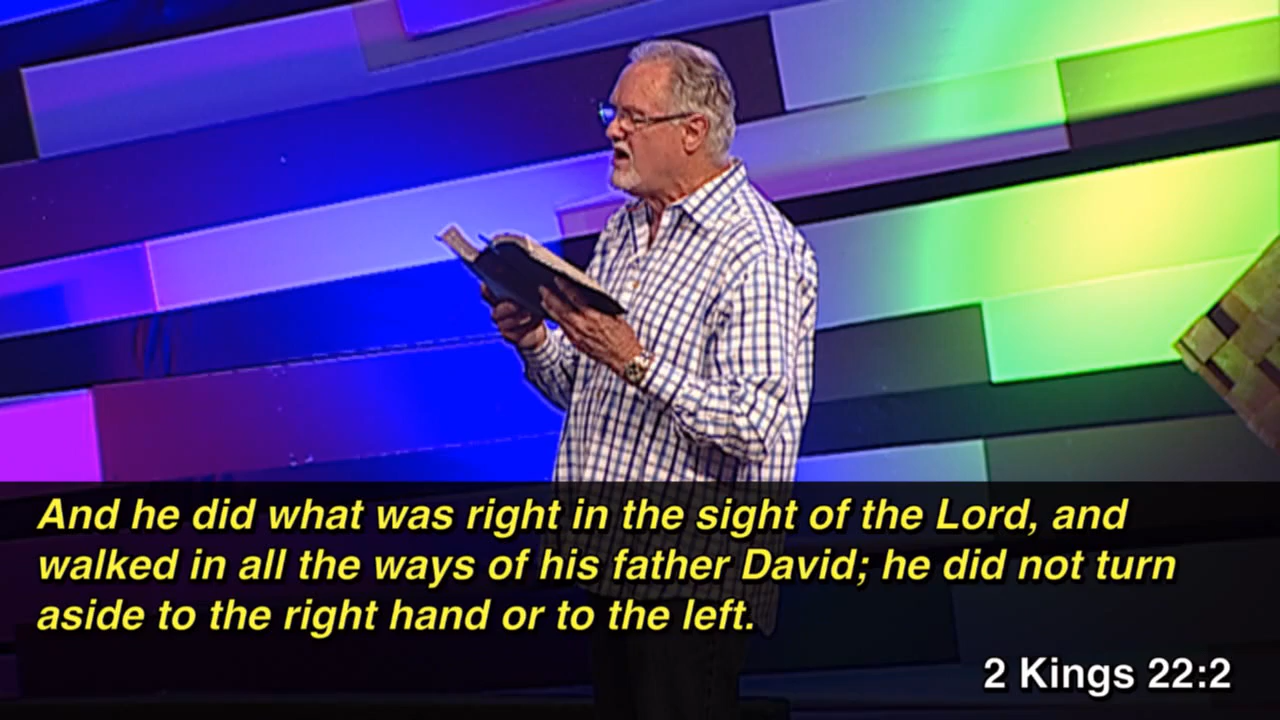 And he did what was right in the sight of the Lord, and
walked in all the ways of his father David; he did not turn
aside to the right hand or to the left.
2 Kings 22:2